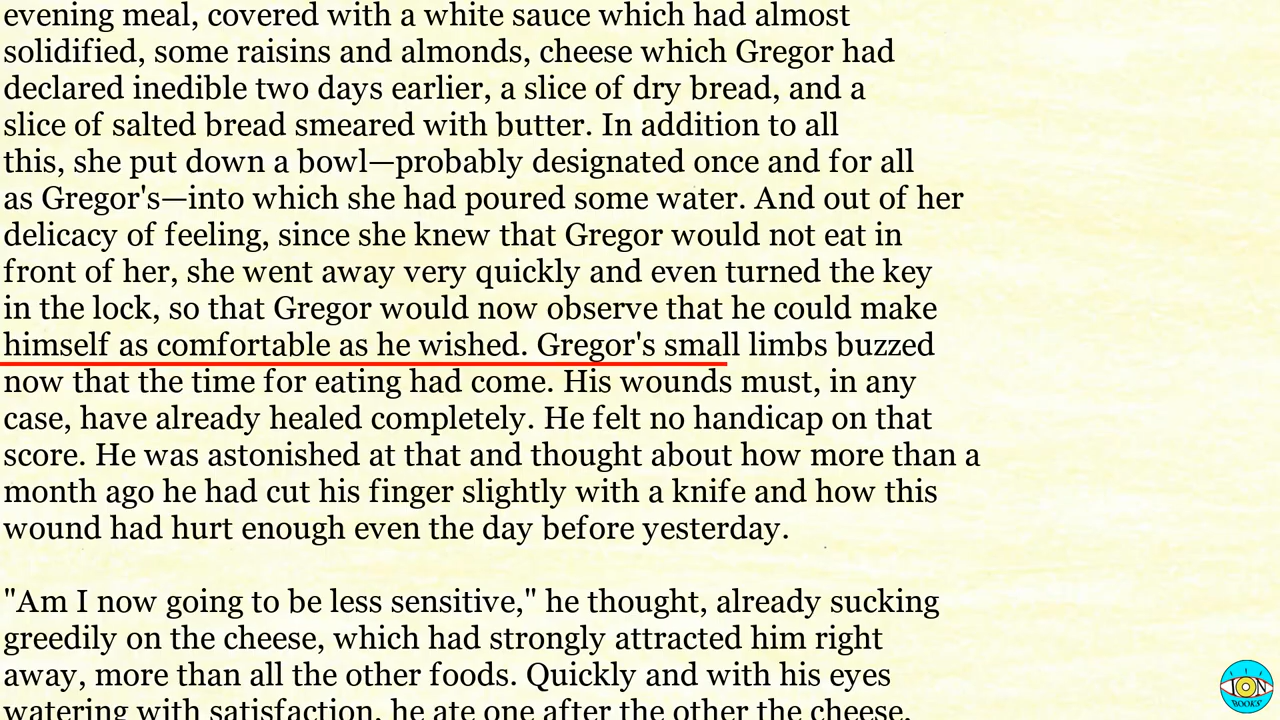 evening meal, covered with a white sauce which had almost
solidified, some raisins and almonds, cheese which Gregor had
declared inedible two days earlier, a slice of dry bread, and a
slice of salted bread smeared with butter. In addition to all
this, she put down a bowl—probably designated once and for all
as Gregor's—into which she had poured some water. And out of her
delicacy of feeling, since she knew that Gregor would not eat in
front of her, she went away very quickly and even turned the key
in the lock, so that Gregor would now observe that he could make
himself as comfortable as he wished. Gregor's small limbs buzzed
now that the time for eating had come. His wounds must, in any
case, have already healed completely. He felt no handicap on that
score. He was astonished at that and thought about how more than a
month ago he had cut his finger slightly with a knife and how this
wound had hurt enough even the day before yesterday.
"Am I now going to be less sensitive," he thought, already sucking
greedily on the cheese, which had strongly attracted him right
away, more than all the other foods. Quickly and with his eyes
watering with satisfaction, he ate one after the other the cheese,
ION
BOOKS